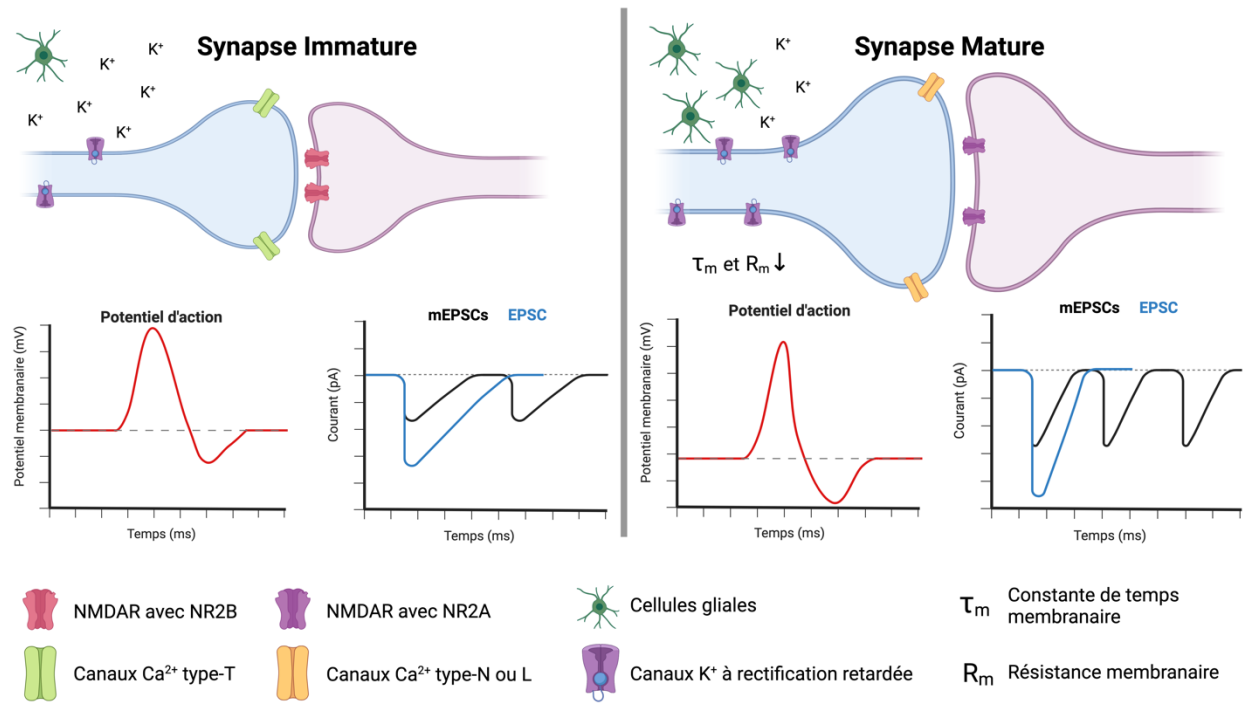 Synapse Immature
K⁺
K⁺
K⁺
K⁺
K⁺
K⁺
Potentiel d'action
Potentiel membranaire (mV)
Temps (ms)
mEPSCs EPSC
Courant (pA)
Temps (ms)
Synapse Mature
K⁺
K⁺
K⁺
τm et Rm ↓
Potentiel d'action
Potentiel membranaire (mV)
Temps (ms)
mEPSCs EPSC
Courant (pA)
Temps (ms)
NMDAR avec NR2B
NMDAR avec NR2A
Cellules gliales
τm Constante de temps
membranaire
Canaux Ca²⁺ type-T
Canaux Ca²⁺ type-N ou L
Canaux K⁺ à rectification retardée
Rm Résistance membranaire